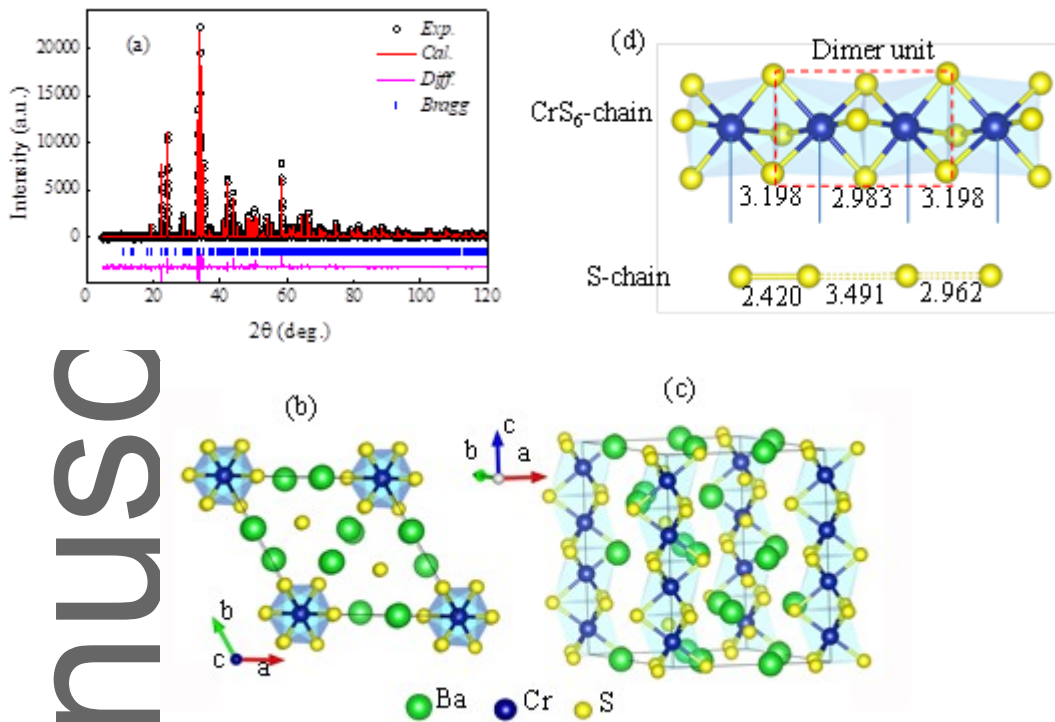 (a)
Exp.
Cal.
Diff.
Bragg
Intensity (a.u.)
20000
15000
10000
5000
0
0 20 40 60 80 100 120
2θ (deg.)
(d)
Dimer unit
CrS6-chain
3.198 2.983 3.198
S-chain
2.420 3.491 2.962
nusc
(b)
b
c a
(c)
c
b a
Ba Cr S